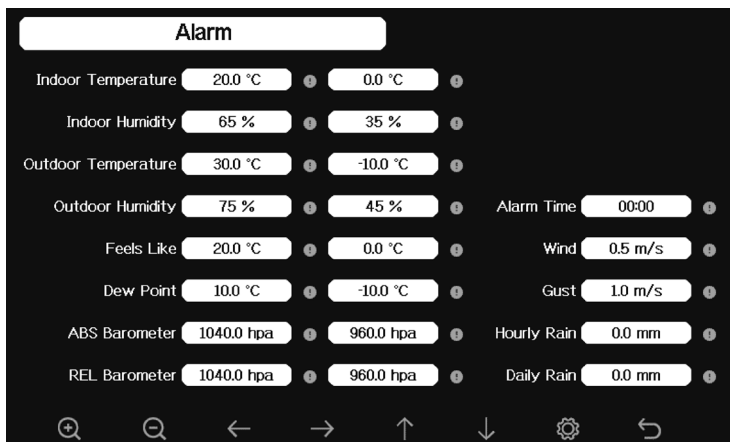 Alarm
Indoor Temperature 20.0 °C 0.0 °C
Indoor Humidity 65 % 35 %
Outdoor Temperature 30.0 °C -10.0 °C
Outdoor Humidity 75 % 45 % Alarm Time 00:00
Feels Like 20.0 °C 0.0 °C Wind 0.5 m/s
Dew Point 10.0 °C -10.0 °C Gust 1.0 m/s
ABS Barometer 1040.0 hpa 960.0 hpa Hourly Rain 0.0 mm
REL Barometer 1040.0 hpa 960.0 hpa Daily Rain 0.0 mm